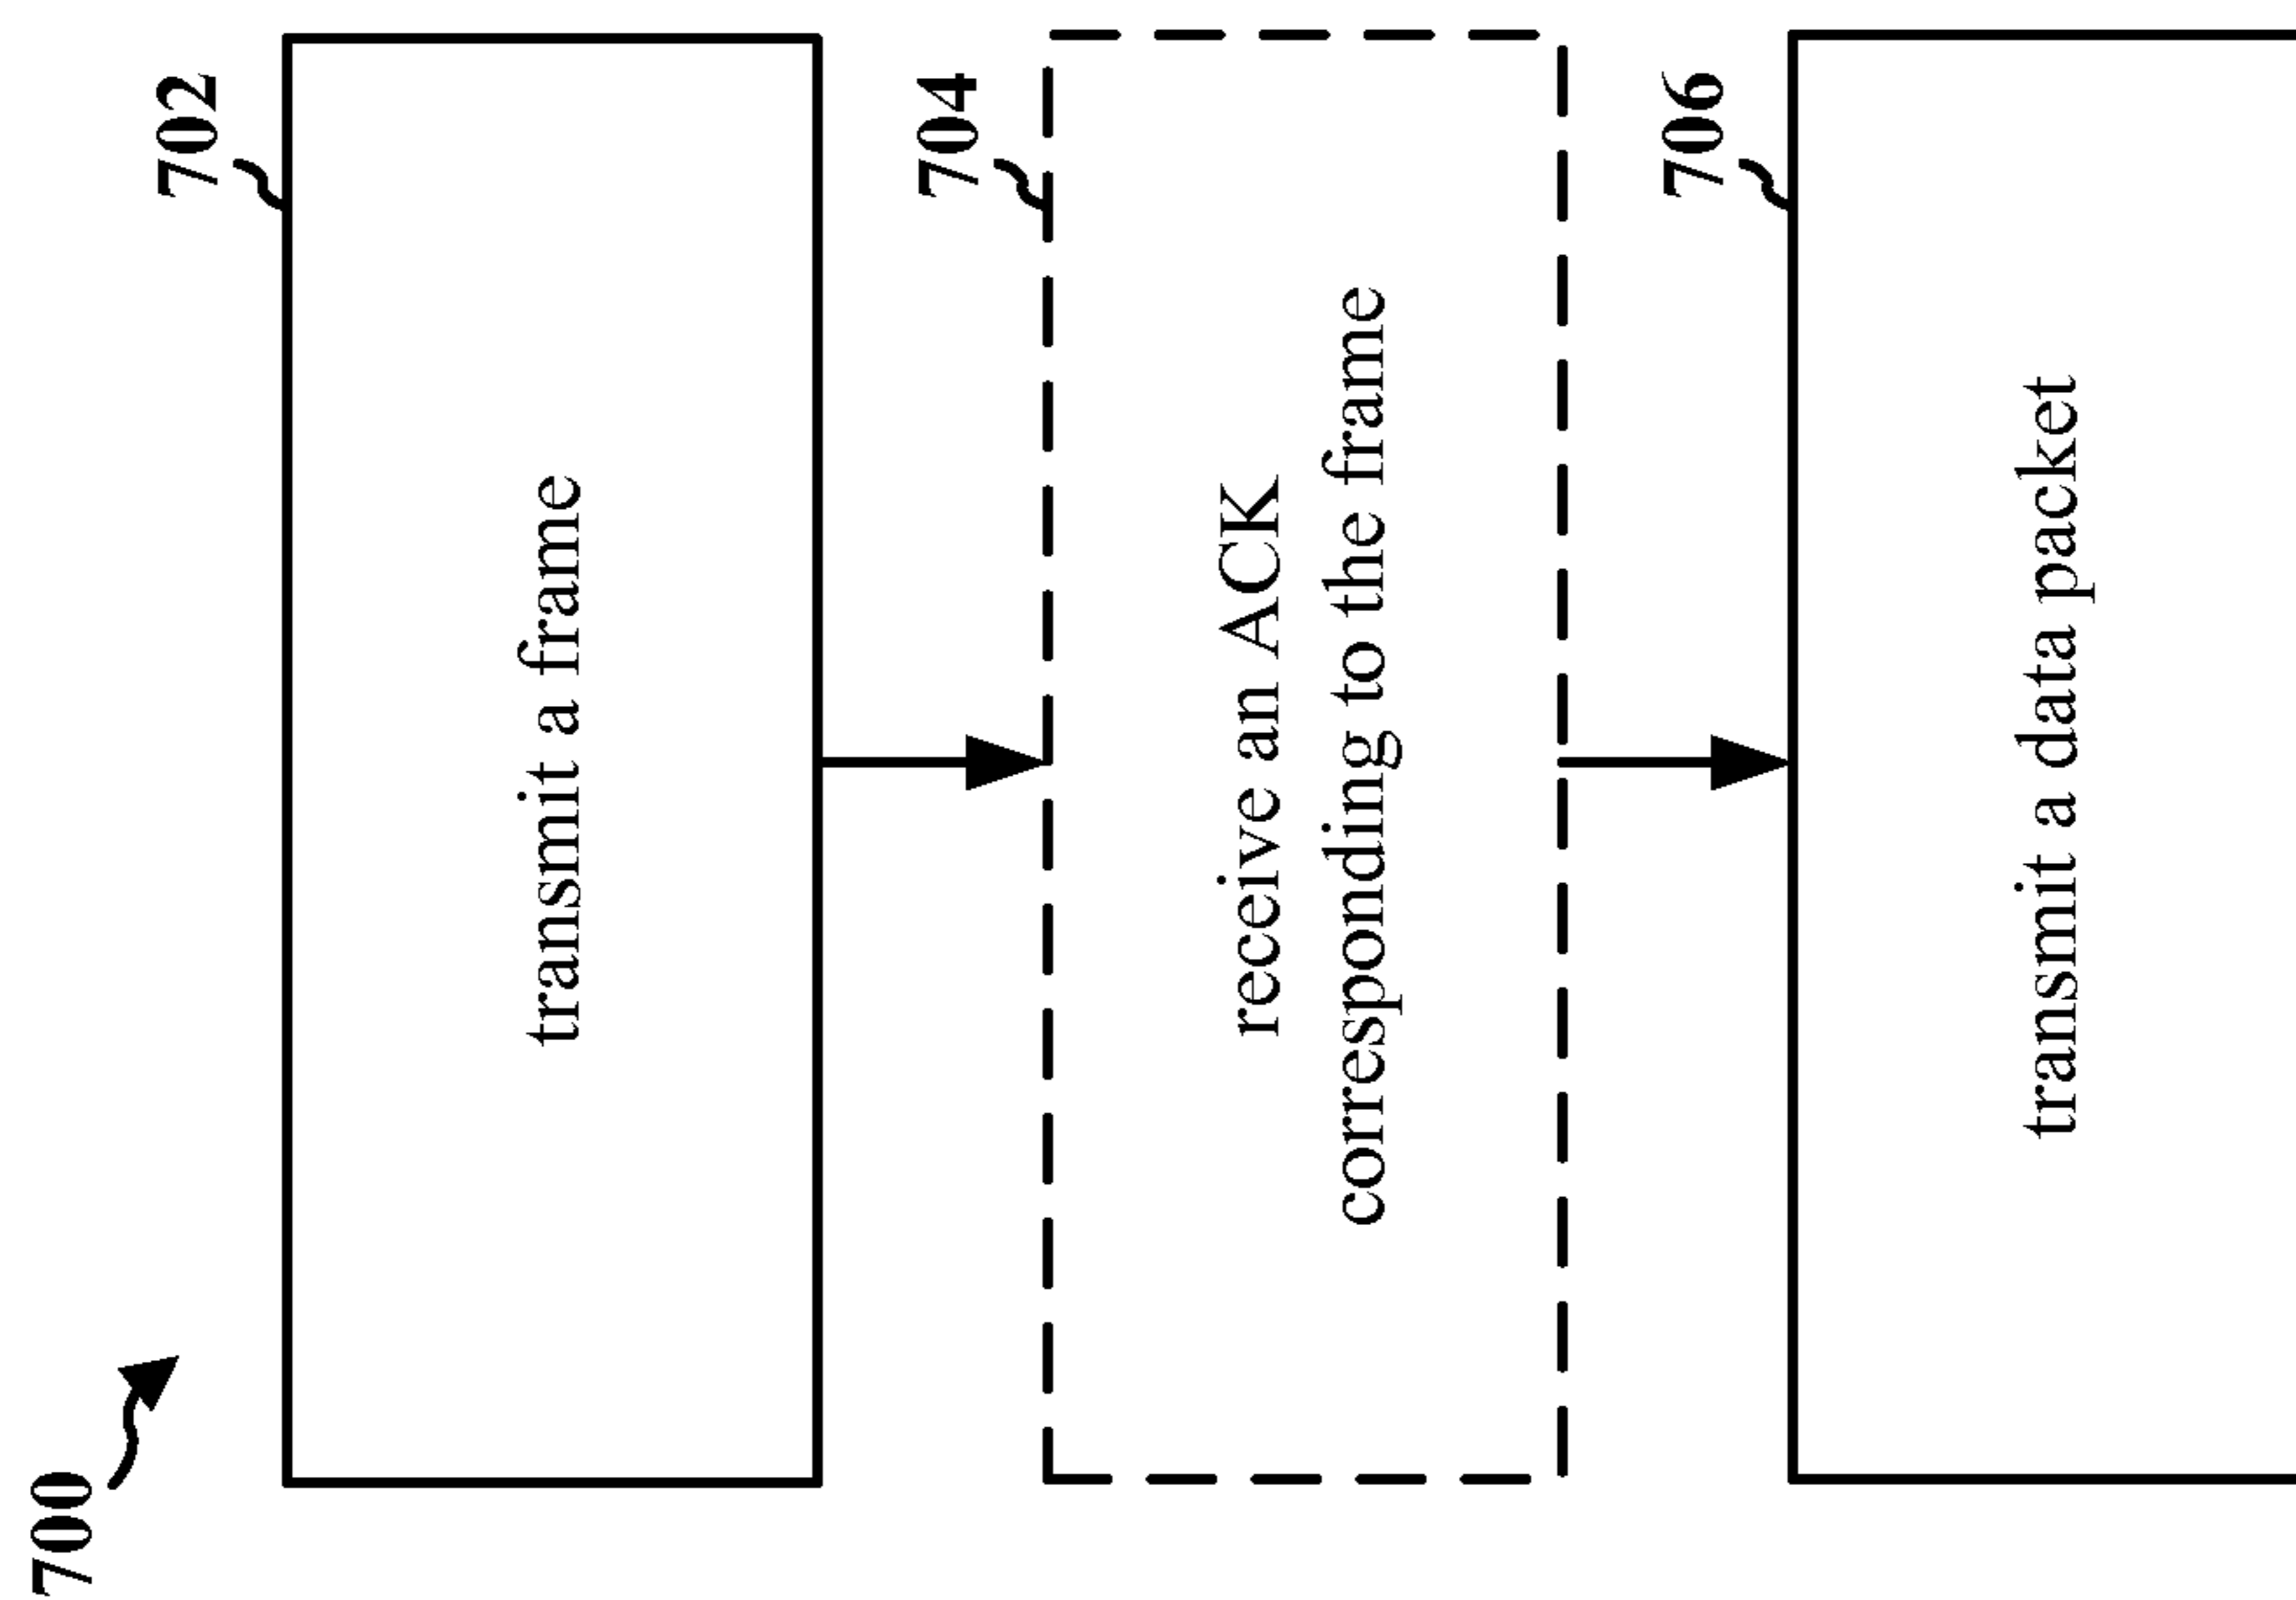 700
702
transmit a frame
704
receive an ACK
corresponding to the frame
706
transmit a data packet